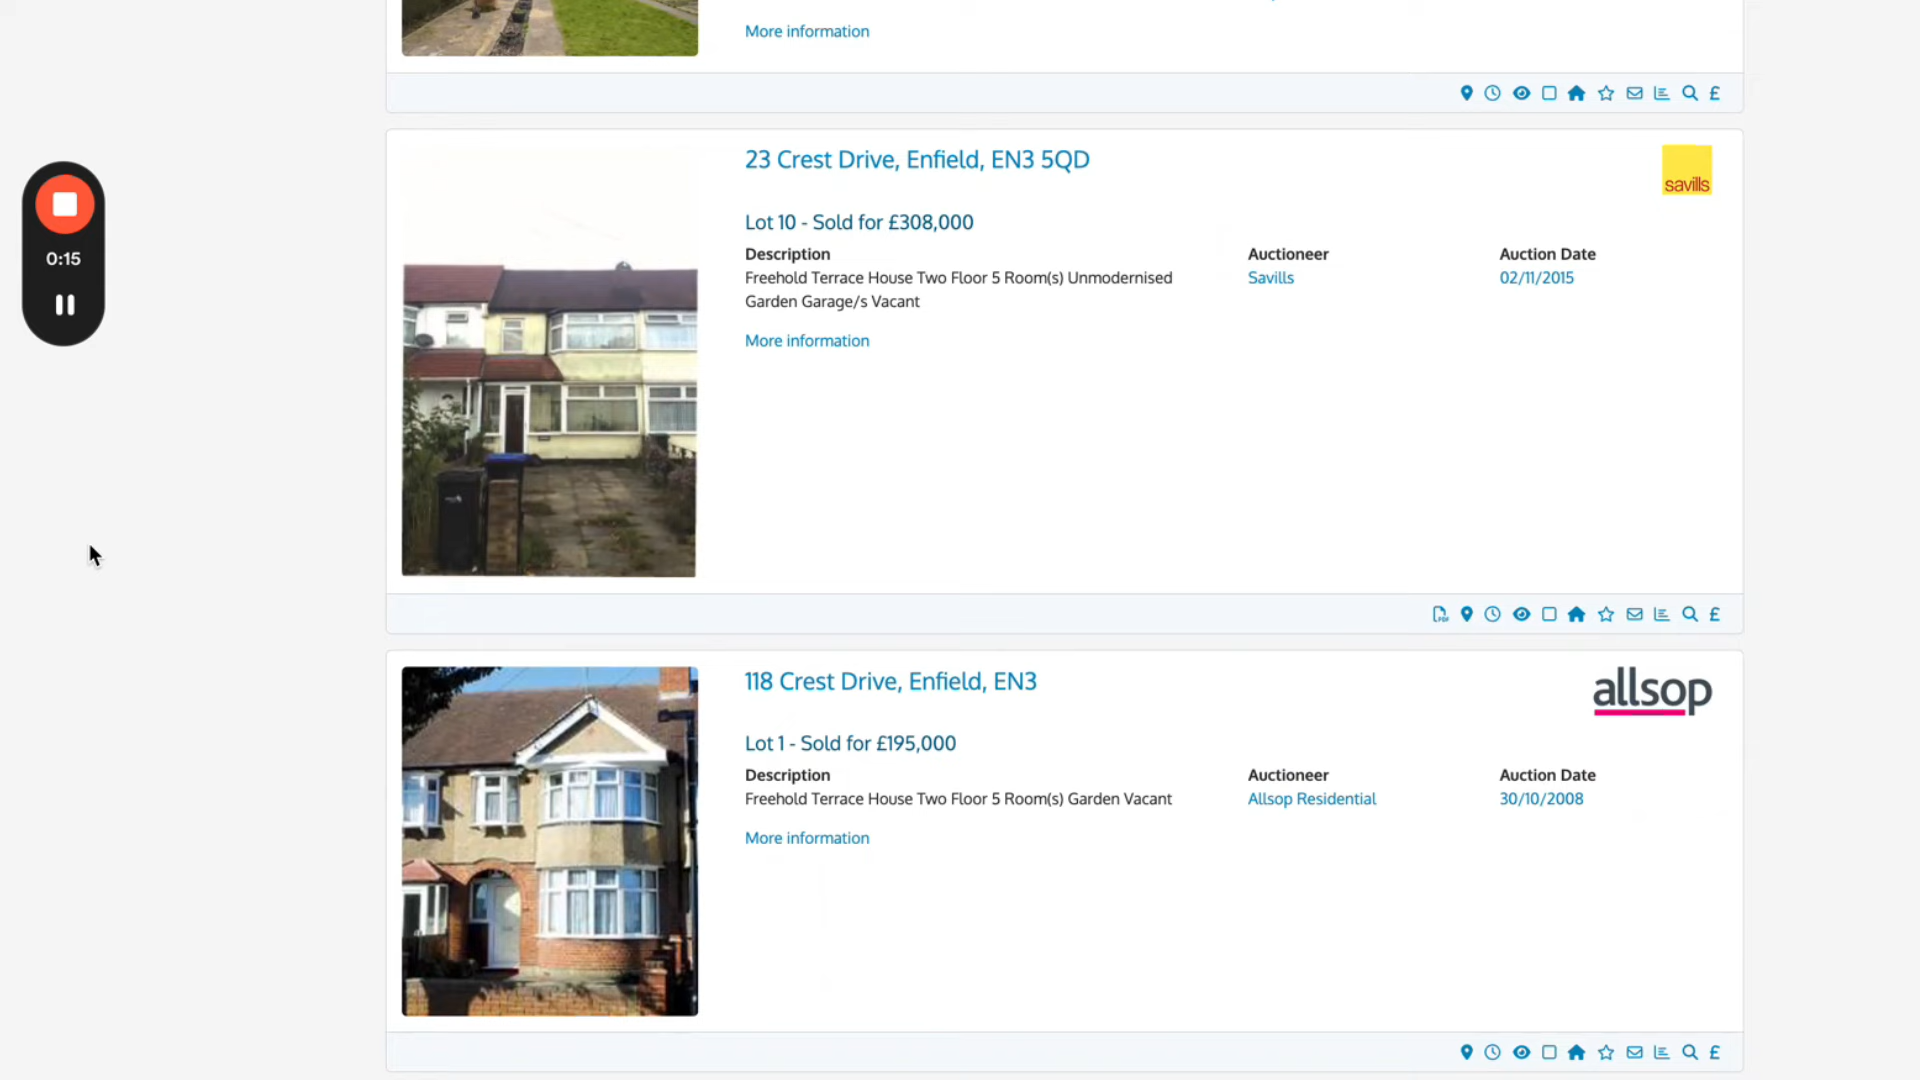 More information
£
0:15
23 Crest Drive, Enfield, EN3 5QD
savills
Lot 10 - Sold for £308,000
Description
Auctioneer
Auction Date
Freehold Terrace House Two Floor 5 Room(s) Unmodernised
Savills
02/11/2015
Garden Garage/s Vacant
More information
PDF
£
118 Crest Drive, Enfield, EN3
allsop
Lot 1 - Sold for £195,000
Description
Auctioneer
Auction Date
Freehold Terrace House Two Floor 5 Room(s) Garden Vacant
Allsop Residential
30/10/2008
More information
£